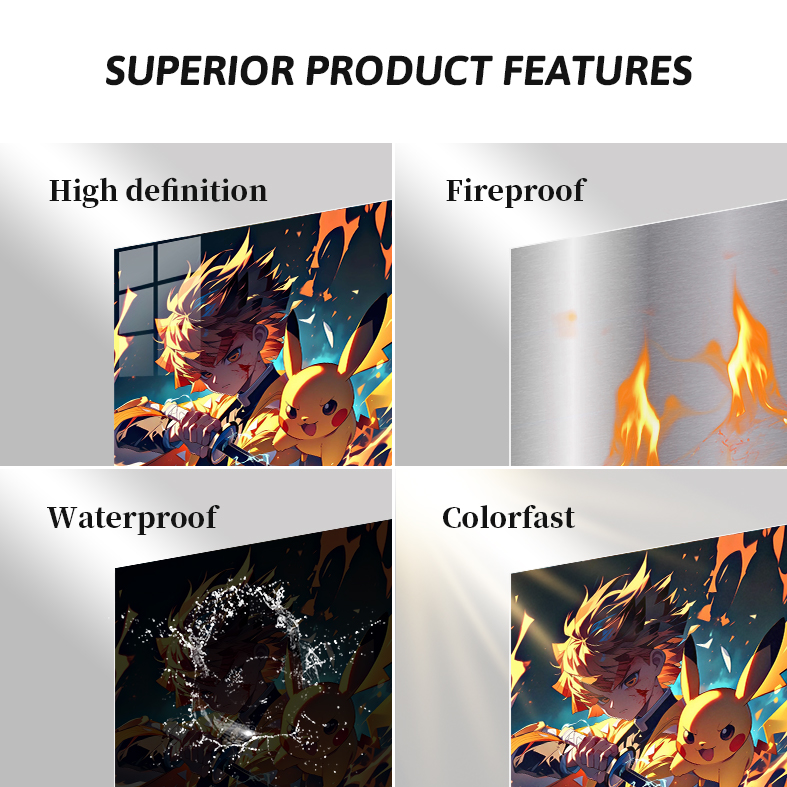 SUPERIOR PRODUCT FEATURES
High definition
Fireproof
Waterproof
Colorfast